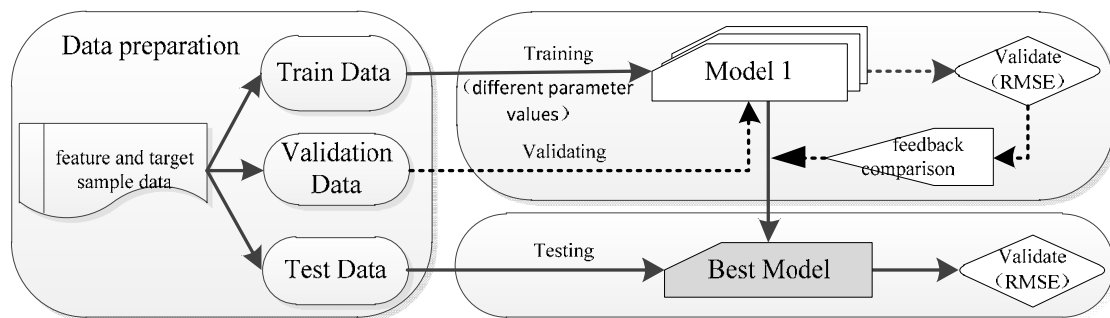 Data preparation
feature and target
sample data
Train Data
Validation
Data
Test Data
Training
（different parameter
values）
Validating
Model 1
Validate
（RMSE）
feedback
comparison
Testing
Best Model
Validate
（RMSE）